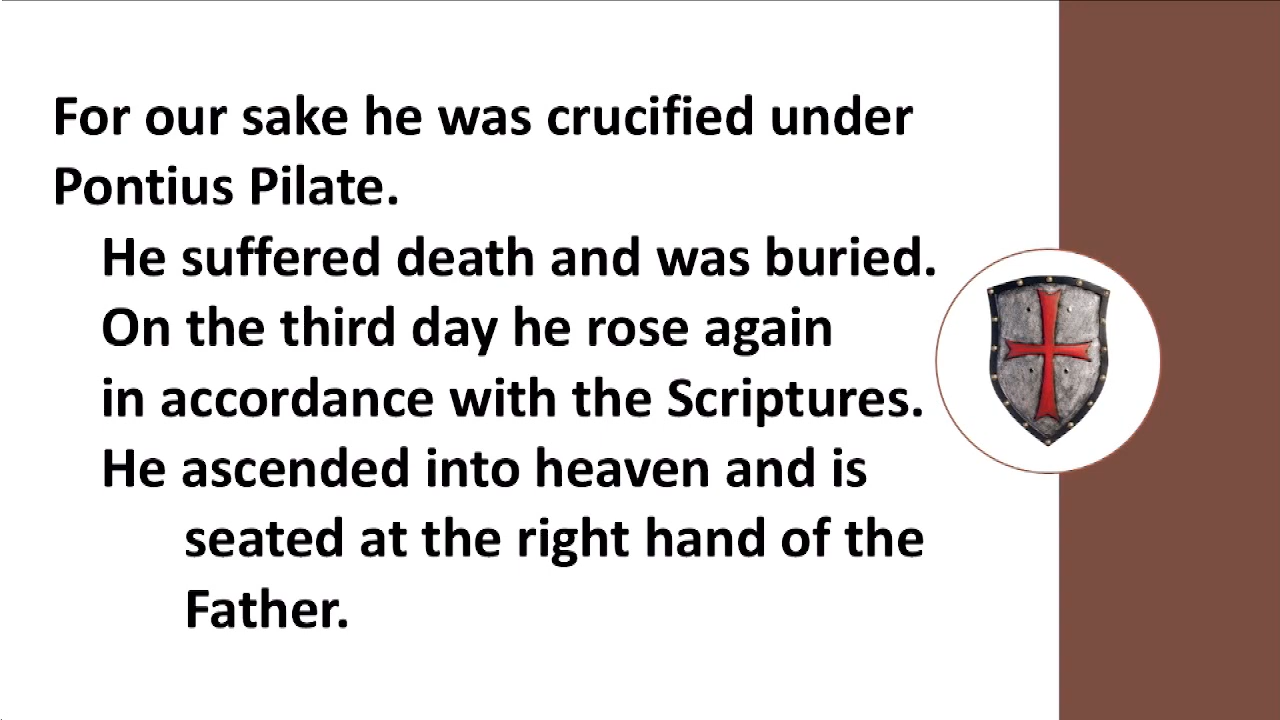 For our sake he was crucified under
Pontius Pilate.
He suffered death and was buried.
On the third day he rose again
in accordance with the Scriptures.
He ascended into heaven and is
seated at the right hand of the
Father.